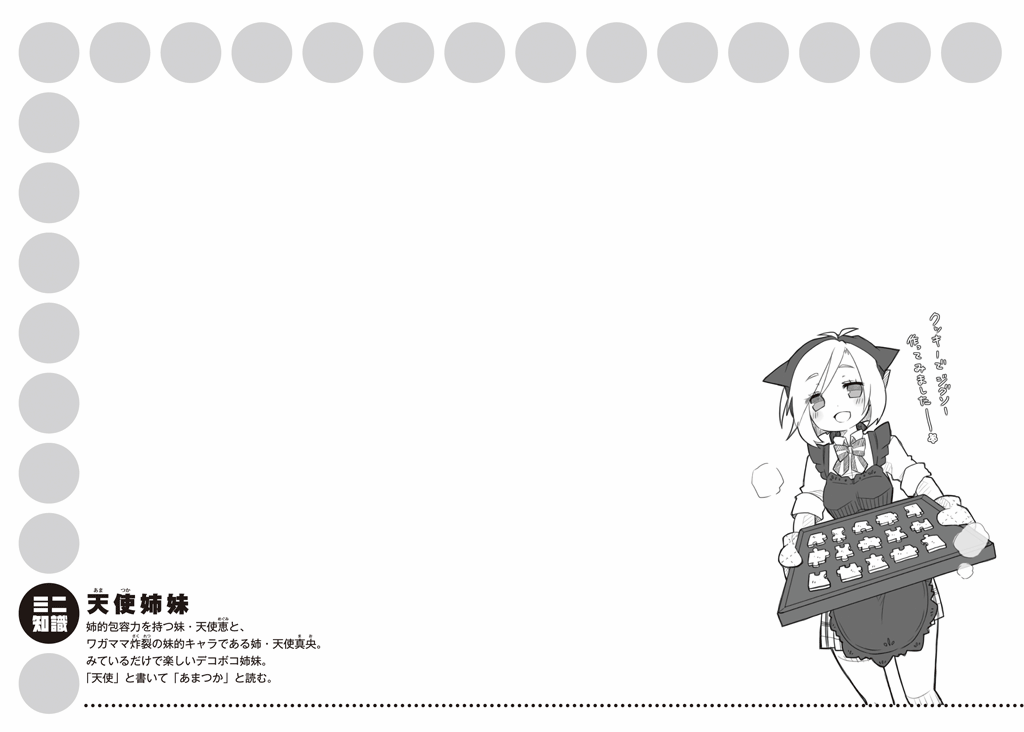 クッキーでジグソー
作ってみましたー
ミニ
知識
天使姉妹
姉的包容力を持つ妹・天使恵と、
ワガママ炸裂の妹的キャラである姉・天使真央。
みているだけで楽しいデコボコ姉妹。
「天使」と書いて「あまつか」と読む。